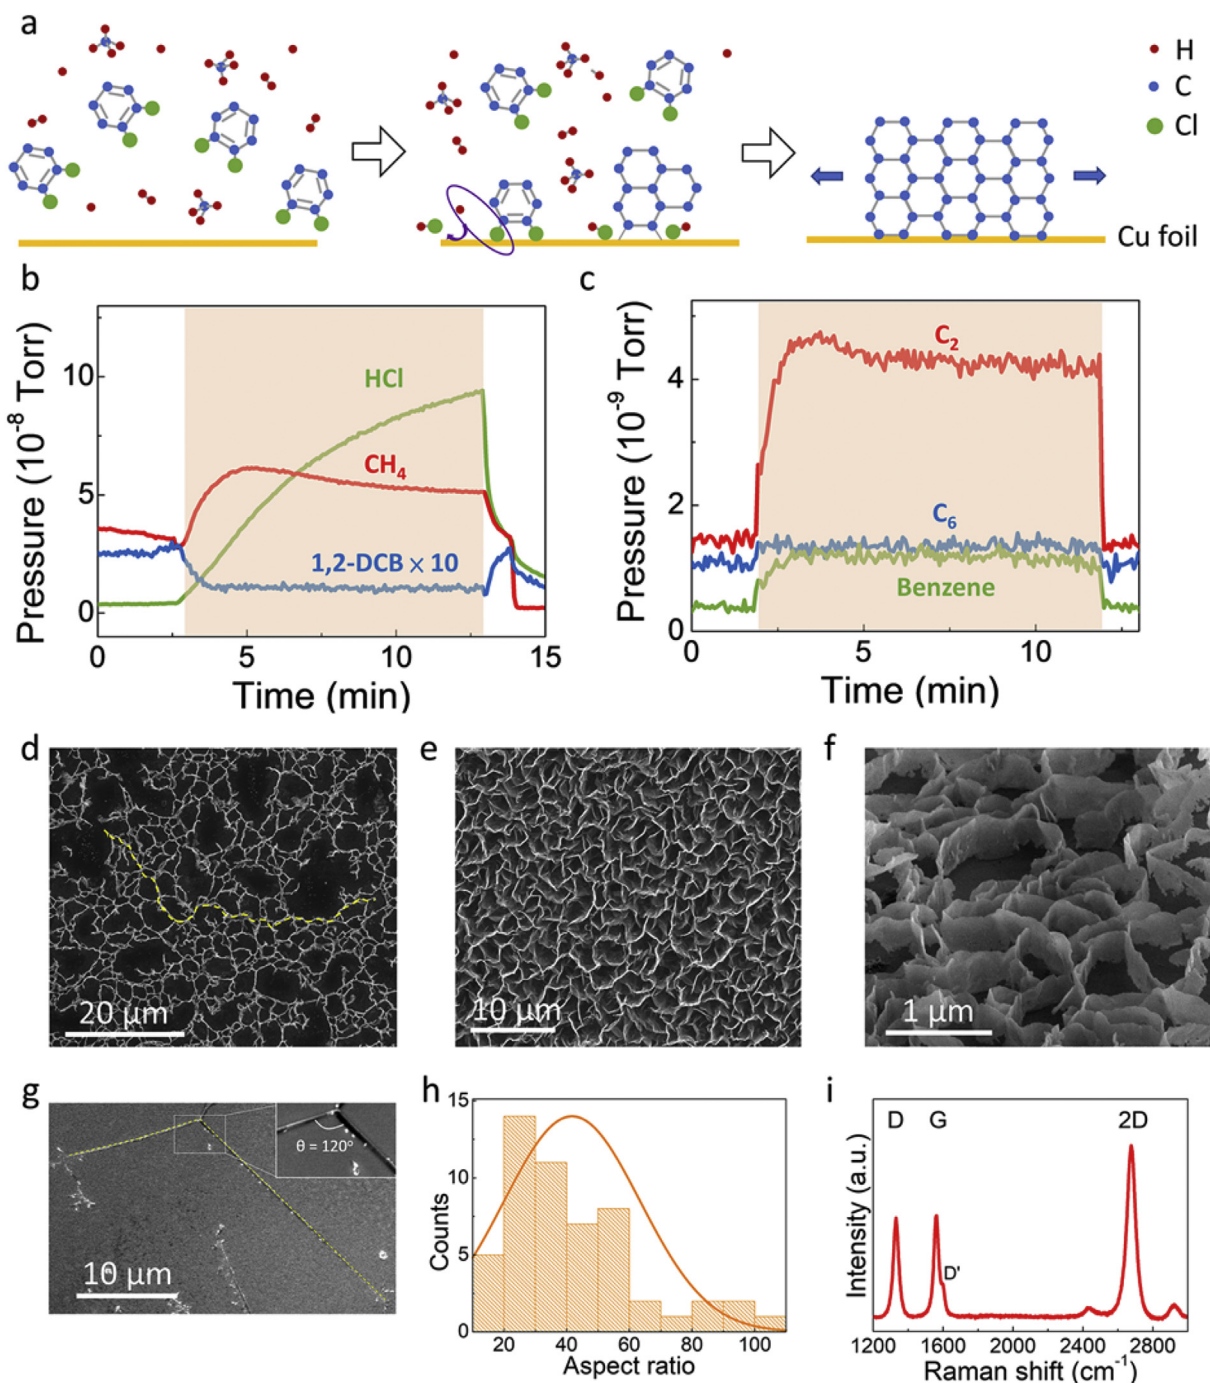 a
H
C
Cl
Cu foil
b
Pressure (10⁻⁸ Torr)
10
5
0
HCl
CH₄
1,2-DCB × 10
0 5 10 15
Time (min)
c
Pressure (10⁻⁹ Torr)
4
2
0
C₂
C₆
Benzene
0 5 10
Time (min)
d
20 μm
e
10 μm
f
1 μm
g
θ = 120°
10 μm
h
Counts
15
10
5
0
20 40 60 80 100
Aspect ratio
i
Intensity (a.u.)
D G 2D
D'
1200 1600 2000 2400 2800
Raman shift (cm⁻¹)